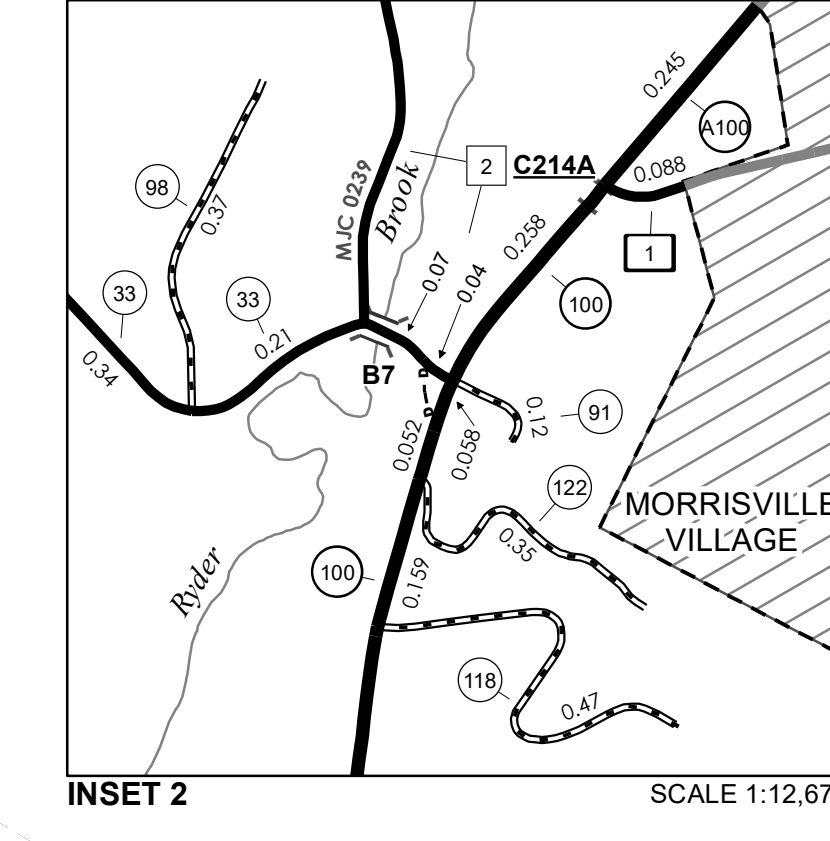 0.245
A100
98
MJC 0239
Brook
2
C214A
0.088
0.37
1
0.258
0.07
0.04
33
33
100
0.21
0.34
B7
D
D
0.12
91
0.052
0.058
122
MORRISVILLE
VILLAGE
0.35
Ryder
100
0.159
118
0.47
INSET 2
SCALE 1:12,67